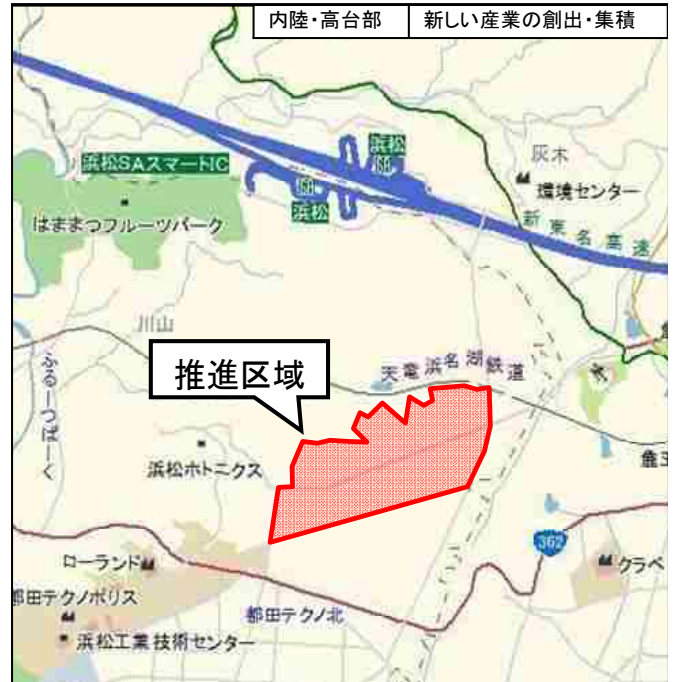 内陸・高台部 新しい産業の創出・集積
浜松
灰木
浜松SAスマートIC
環境センター
浜松
はままつフルーツパーク
新東名高速
川山
天竜浜名湖鉄道
推進区域
ふるーつぱーく
浜松ホトニクス
362
ローランド
クラベ
都田テクノポリス
都田テクノ北
浜松工業技術センター